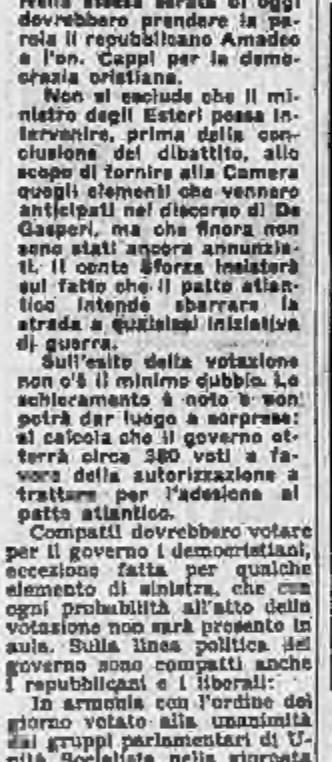 Nella stessa serata di oggi
dovrebbero prendere la pa-
rola il repubblicano Amadeo
e l'on. Cappi per la demo-
crazia cristiana.
Non si esclude che il mi-
nistro degli Esteri possa in-
tervenire, prima della con-
clusione del dibattito, allo
scopo di fornire alla Camera
quegli elementi che vennero
anticipati nel discorso di De
Gasperi, ma che finora non
sono stati ancora annunzia-
ti. Il conte Sforza insisterà
sul fatto che il patto atlan-
tico intende sbarrare la
strada a qualsiasi iniziativa
di guerra.
Sull'esito della votazione
non c'è il minimo dubbio. Lo
schieramento è noto e non
potrà dar luogo a sorprese:
si calcola che il governo ot-
terrà circa 380 voti a fa-
vore della autorizzazione a
trattare per l'adesione al
patto atlantico.
Compatti dovrebbero votare
per il governo i democristiani,
eccezione fatta per qualche
elemento di sinistra, che con
ogni probabilità all'atto della
votazione non sarà presente in
aula. Sulla linea politica del
governo sono compatti anche
i repubblicani e i liberali:
In armonia con l'ordine del
giorno votato alla unanimità
dai gruppi parlamentari di U-
nità Socialista nella giornata